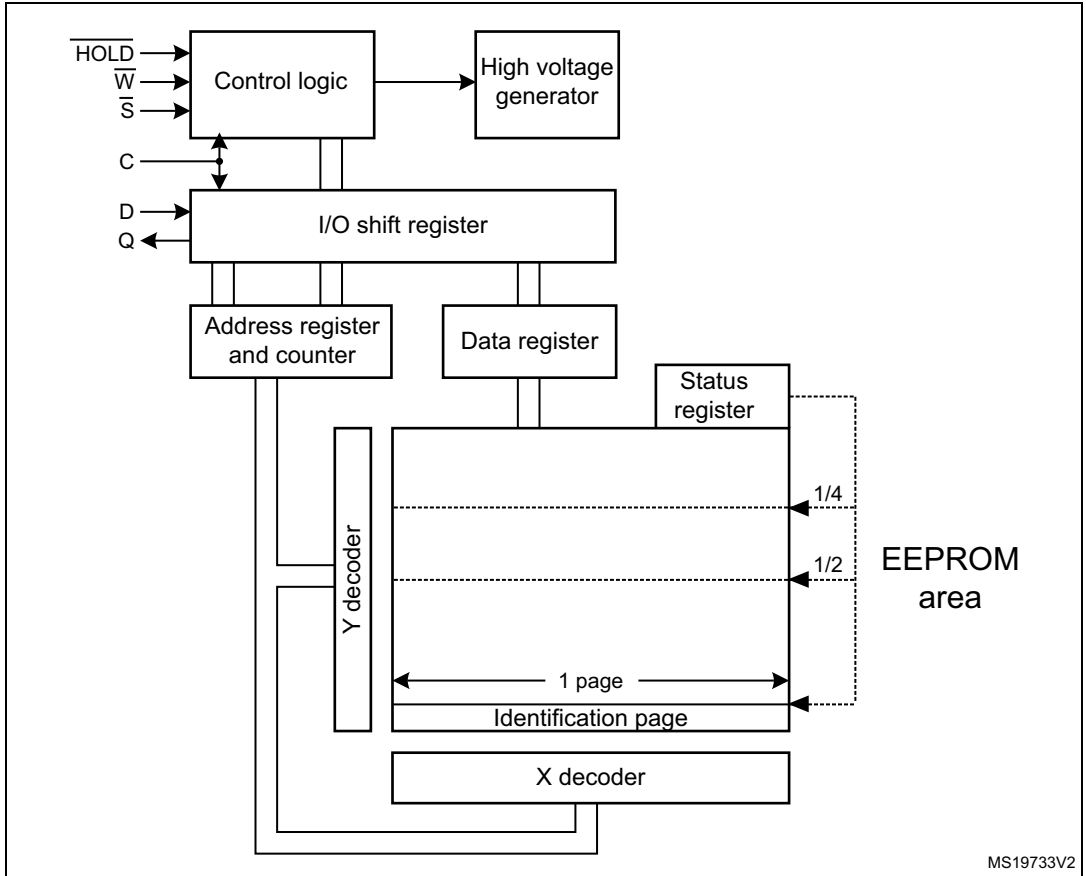 H̅O̅L̅D̅
W̅
S̅
Control logic
High voltage
generator
C
D
Q
I/O shift register
Address register
and counter
Data register
Status
register
1/4
1/2
Y decoder
EEPROM
area
1 page
Identification page
X decoder
MS19733V2